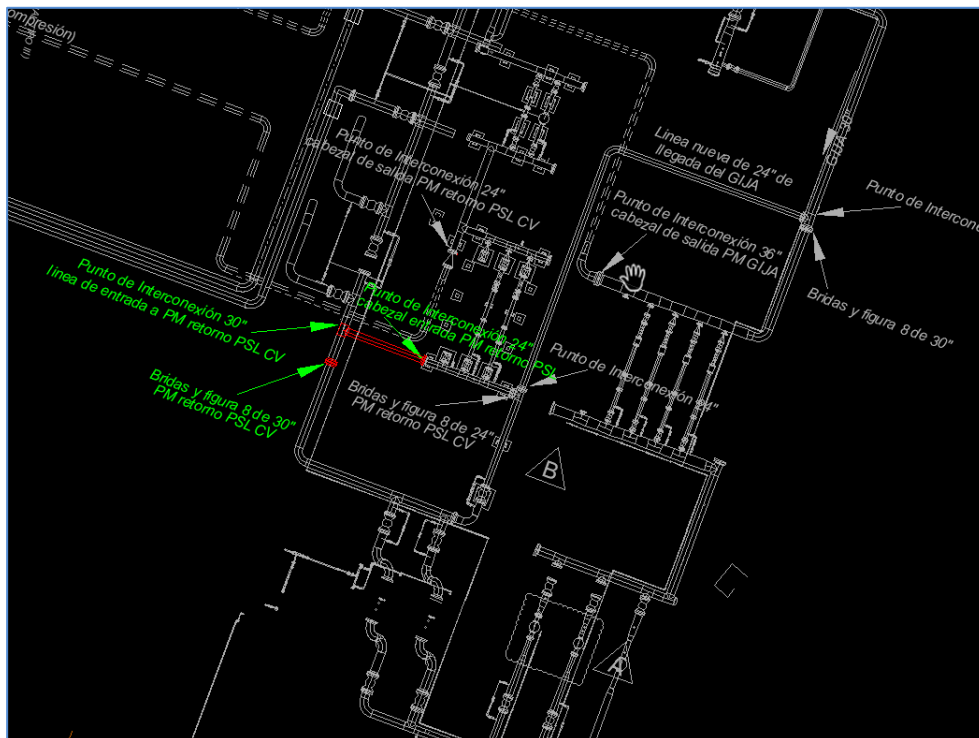 ompresión)
Punto de Interconexión 24"
cabezal de salida PM retorno PSL CV
Linea nueva de 24" de
llegada del GIJA
GIJA 30"
Punto de Intercone
Punto de Interconexión 36"
cabezal de salida PM GIJA
Bridas y figura 8 de 30"
Punto de Interconexión 30"
linea de entrada a PM retorno PSL CV
Punto de Interconexión 24"
cabezal entrada PM retorno PSL
Bridas y figura 8 de 30"
PM retorno PSL CV
Punto de Interconexión 24"
Bridas y figura 8 de 24"
PM retorno PSL CV
B
A